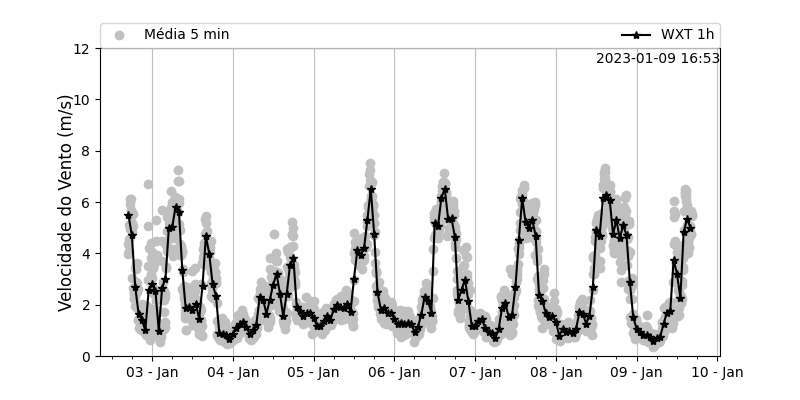 Média 5 min
WXT 1h
2023-01-09 16:53
Velocidade do Vento (m/s)
12
10
8
6
4
2
0
03 - Jan
04 - Jan
05 - Jan
06 - Jan
07 - Jan
08 - Jan
09 - Jan
10 - Jan